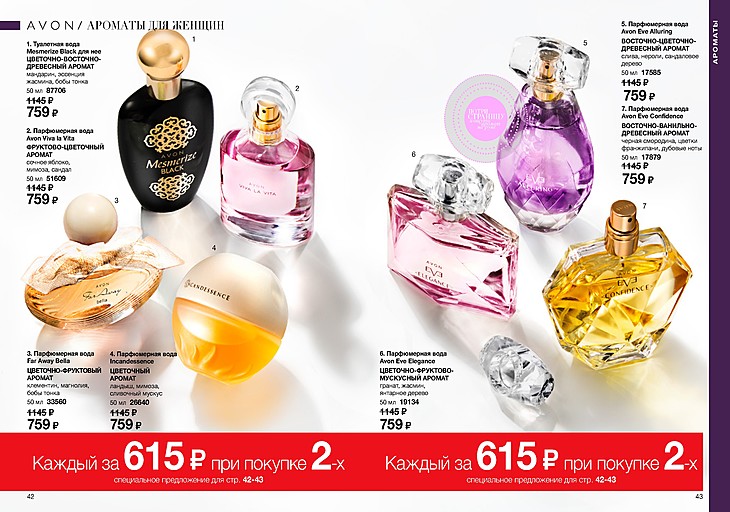 AVON / АРОМАТЫ ДЛЯ ЖЕНЩИН
1. Туалетная вода
Mesmerize Black для нее
ЦВЕТОЧНО-ВОСТОЧНО-
ДРЕВЕСНЫЙ АРОМАТ
мандарин, эссенция
жасмина, бобы тонка
50 мл 87706
1145 ₽
759 ₽
2. Парфюмерная вода
Avon Viva la Vita
ФРУКТОВО-ЦВЕТОЧНЫЙ
АРОМАТ
сочное яблоко,
мимоза, сандал
50 мл 51609
1145 ₽
759 ₽
1
AVON
Mesmerize
BLACK
2
AVON
VIVA LA VITA
3
Far Away
bella
4
INCANDESSENCE
3. Парфюмерная вода
Far Away Bella
ЦВЕТОЧНО-ФРУКТОВЫЙ
АРОМАТ
клементин, магнолия,
бобы тонка
50 мл 33560
1145 ₽
759 ₽
4. Парфюмерная вода
Incandessence
ЦВЕТОЧНЫЙ
АРОМАТ
ландыш, мимоза,
сливочный мускус
50 мл 26640
1145 ₽
759 ₽
Каждый за 615 ₽ при покупке 2-х
специальное предложение для стр. 42-43
42
5
ПОТРИ
СТРАНИЦУ
EVE
ALLURING
6
AVON
EVE
ELEGANCE
7
AVON
EVE
CONFIDENCE
5. Парфюмерная вода
Avon Eve Alluring
ВОСТОЧНО-ЦВЕТОЧНО-
ДРЕВЕСНЫЙ АРОМАТ
слива, нероли, сандаловое
дерево
50 мл 17585
1145 ₽
759 ₽
7. Парфюмерная вода
Avon Eve Confidence
ВОСТОЧНО-ВАНИЛЬНО-
ДРЕВЕСНЫЙ АРОМАТ
черная смородина, цветки
франжипани, дубовые ноты
50 мл 17879
1145 ₽
759 ₽
6. Парфюмерная вода
Avon Eve Elegance
ЦВЕТОЧНО-ФРУКТОВО-
МУСКУСНЫЙ АРОМАТ
гранат, жасмин,
янтарное дерево
50 мл 19134
1145 ₽
759 ₽
Каждый за 615 ₽ при покупке 2-х
специальное предложение для стр. 42-43
43
АРОМАТЫ